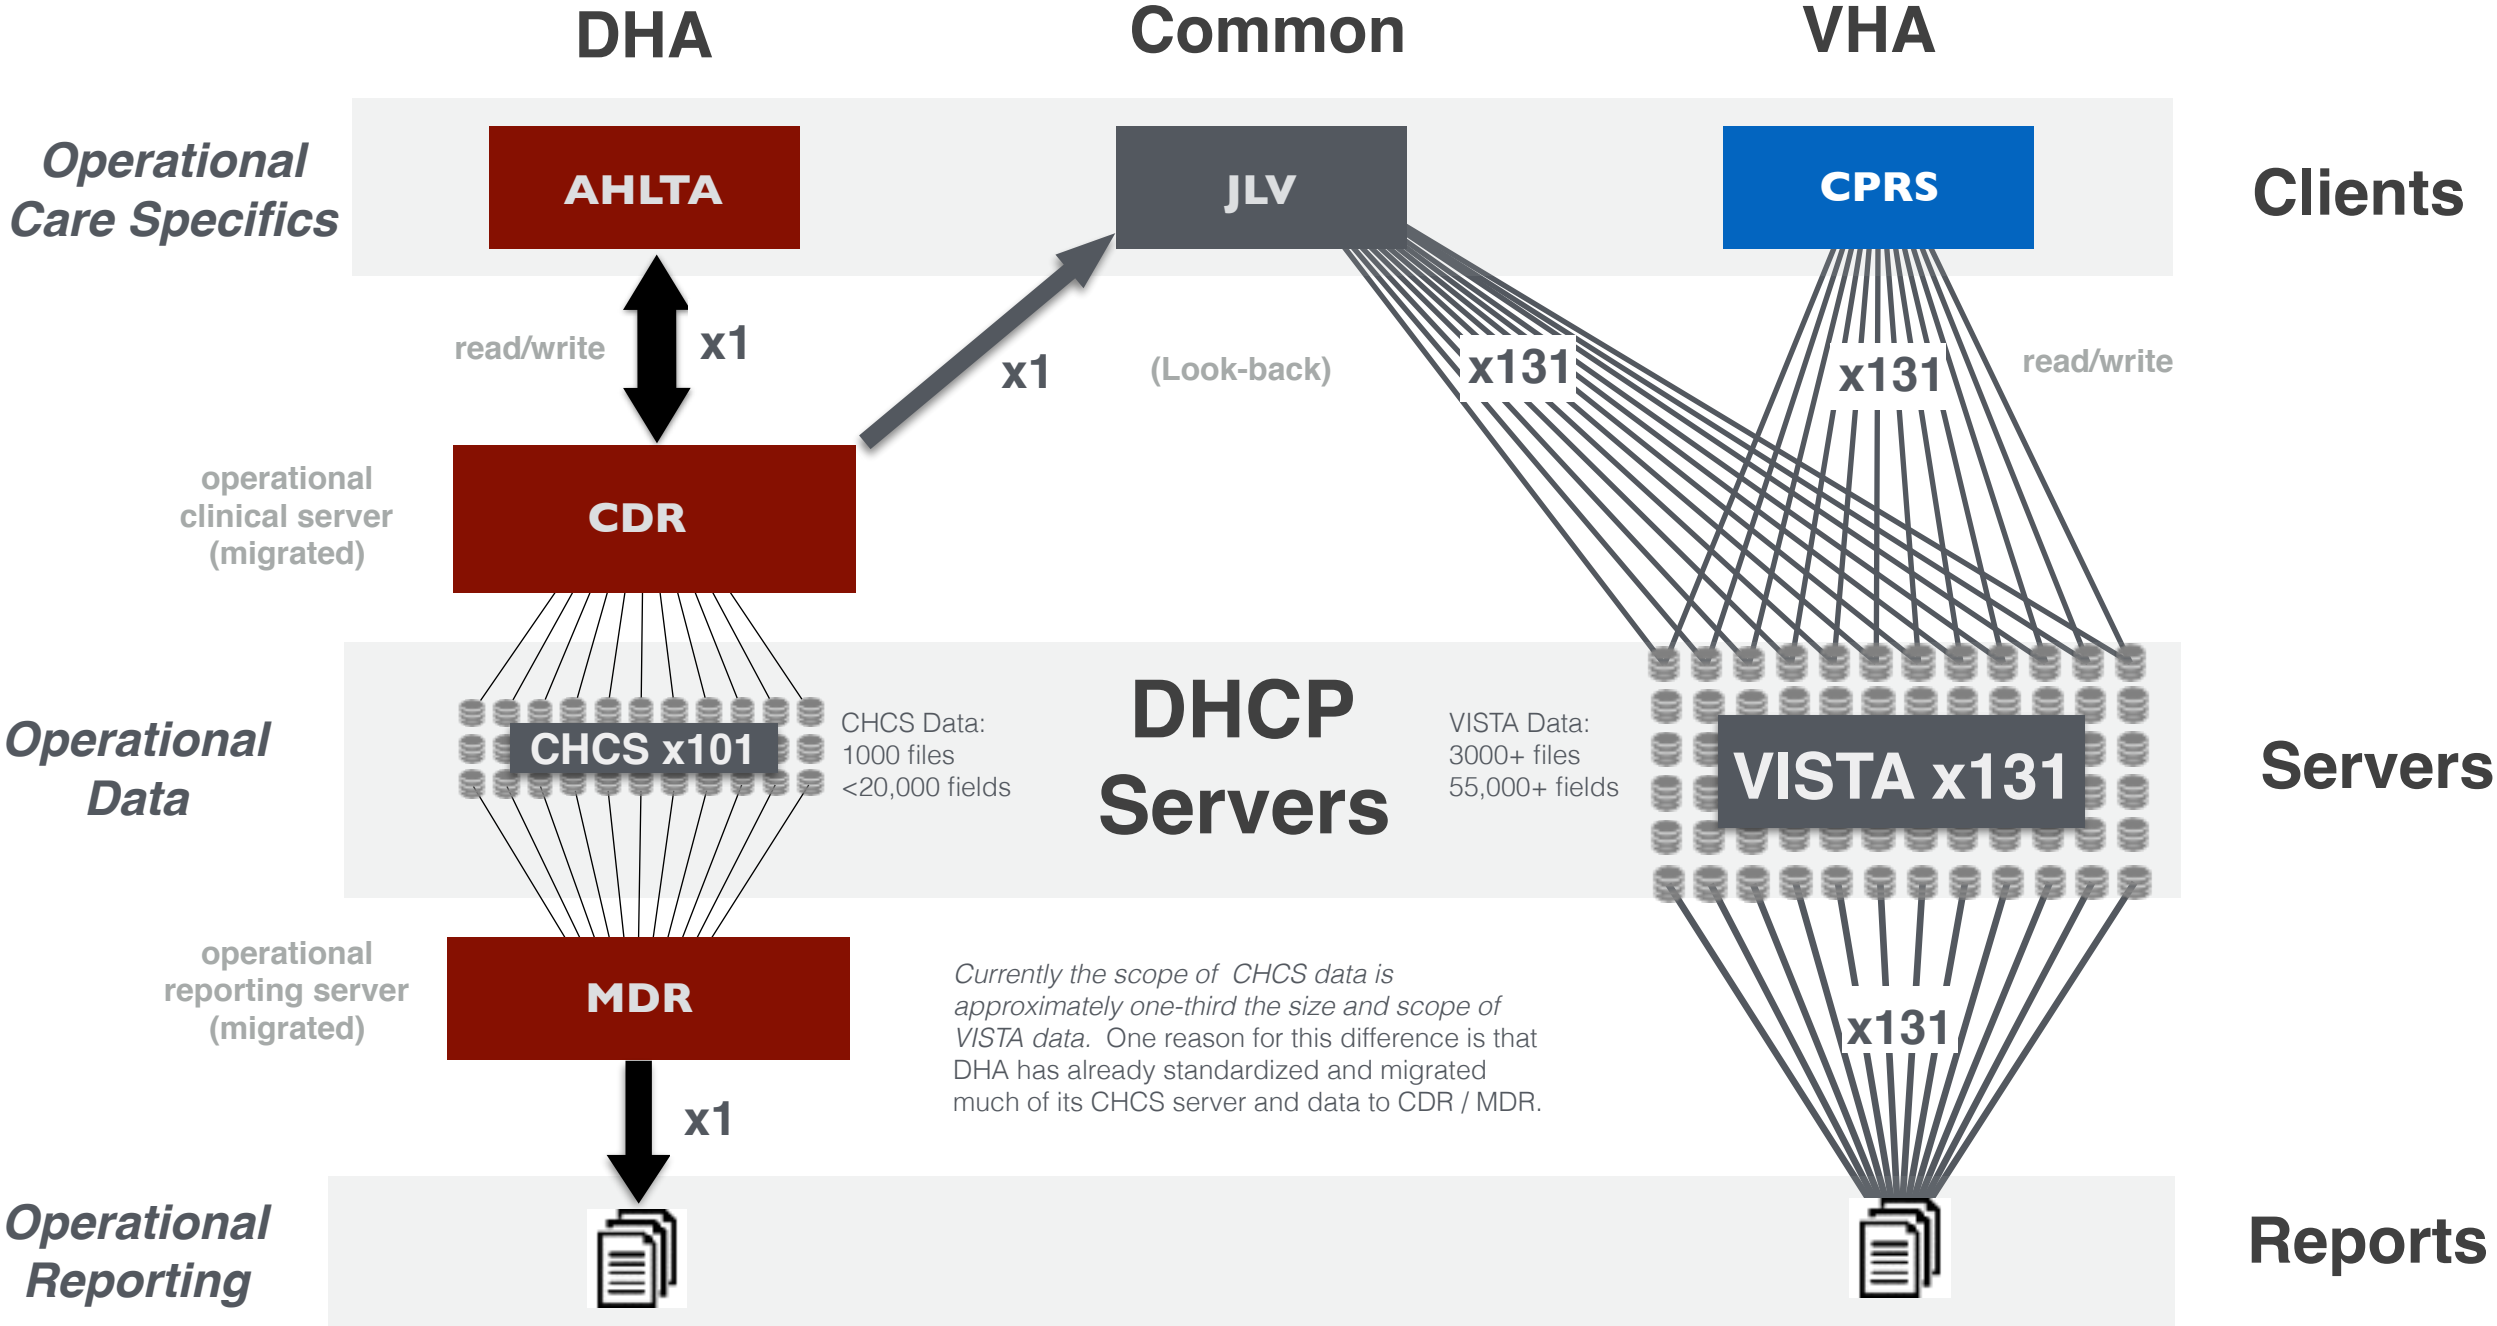 DHA
Common
VHA
Operational
Care Specifics
AHLTA
JLV
CPRS
Clients
read/write
x1
x1
(Look-back)
x131
x131
read/write
operational
clinical server
(migrated)
CDR
Operational
Data
CHCS x101
CHCS Data:
1000 files
<20,000 fields
DHCP
Servers
VISTA Data:
3000+ files
55,000+ fields
VISTA x131
Servers
operational
reporting server
(migrated)
MDR
Currently the scope of CHCS data is
approximately one-third the size and scope of
VISTA data. One reason for this difference is that
DHA has already standardized and migrated
much of its CHCS server and data to CDR / MDR.
x131
x1
Operational
Reporting
Reports